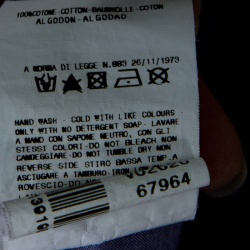 100%COTONE-COTTON-BAUMWOLLE-COTON
ALGODON-ALGODAO
A NORMA DI LEGGE N.883 26/11/1973
HAND WASH - COLD WITH LIKE COLOURS -
ONLY WITH NO DETERGENT SOAP- LAVARE
A MANO CON SAPONE NEUTRO, CON GLI
STESSI COLORI-DO NOT BLEACH NON
CANDEGGIARE-DO NOT TUMBLE DRY NON
REVERSE SIDE STIRO BASSA TEMP. A
ASCIUGARE A TAMBURO-IRON
ROVESCIO-DO
67964